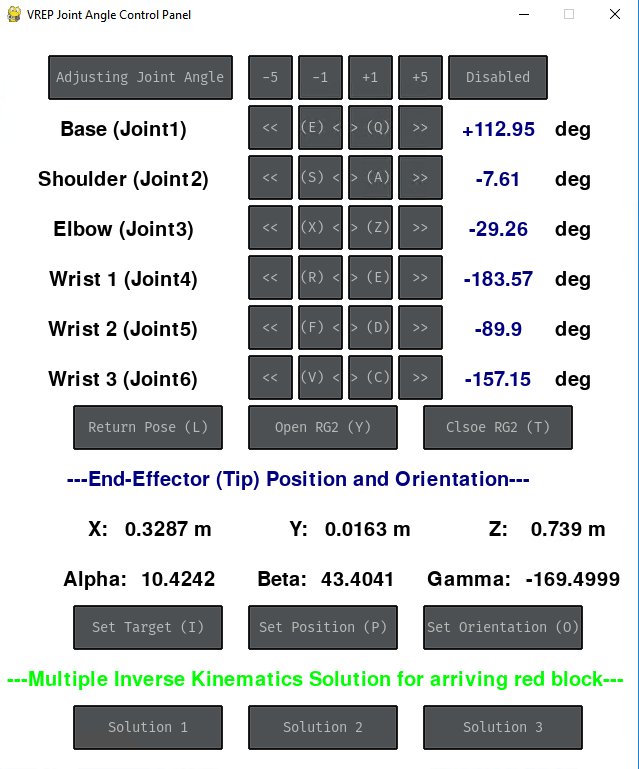 VREP Joint Angle Control Panel
Adjusting Joint Angle -5 -1 +1 +5 Disabled
Base (Joint1) << (E) < > (Q) >> +112.95 deg
Shoulder (Joint2) << (S) < > (A) >> -7.61 deg
Elbow (Joint3) << (X) < > (Z) >> -29.26 deg
Wrist 1 (Joint4) << (R) < > (E) >> -183.57 deg
Wrist 2 (Joint5) << (F) < > (D) >> -89.9 deg
Wrist 3 (Joint6) << (V) < > (C) >> -157.15 deg
Return Pose (L) Open RG2 (Y) Clsoe RG2 (T)
---End-Effector (Tip) Position and Orientation---
X: 0.3287 m Y: 0.0163 m Z: 0.739 m
Alpha: 10.4242 Beta: 43.4041 Gamma: -169.4999
Set Target (I) Set Position (P) Set Orientation (O)
---Multiple Inverse Kinematics Solution for arriving red block---
Solution 1 Solution 2 Solution 3